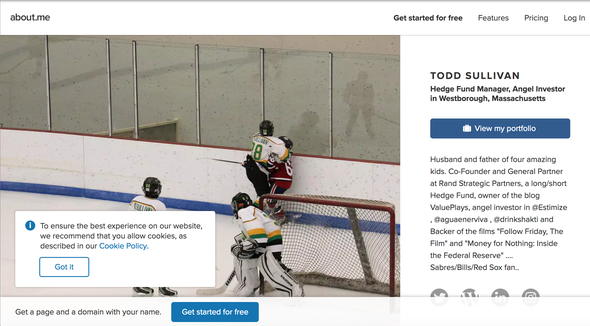 about.me
Get started for free Features Pricing Log In
TODD SULLIVAN
Hedge Fund Manager, Angel Investor
in Westborough, Massachusetts
View my portfolio
Husband and father of four amazing
kids. Co-Founder and General Partner
at Rand Strategic Partners, a long/short
Hedge Fund, owner of the blog
ValuePlays, angel investor in @Estimize
, @aguaenerviva , @drinkshakti and
Backer of the films "Follow Friday, The
Film" and "Money for Nothing: Inside
the Federal Reserve" ....
Sabres/Bills/Red Sox fan..
18
i To ensure the best experience on our website,
we recommend that you allow cookies, as
described in our Cookie Policy.
Got it
Get a page and a domain with your name. Get started for free